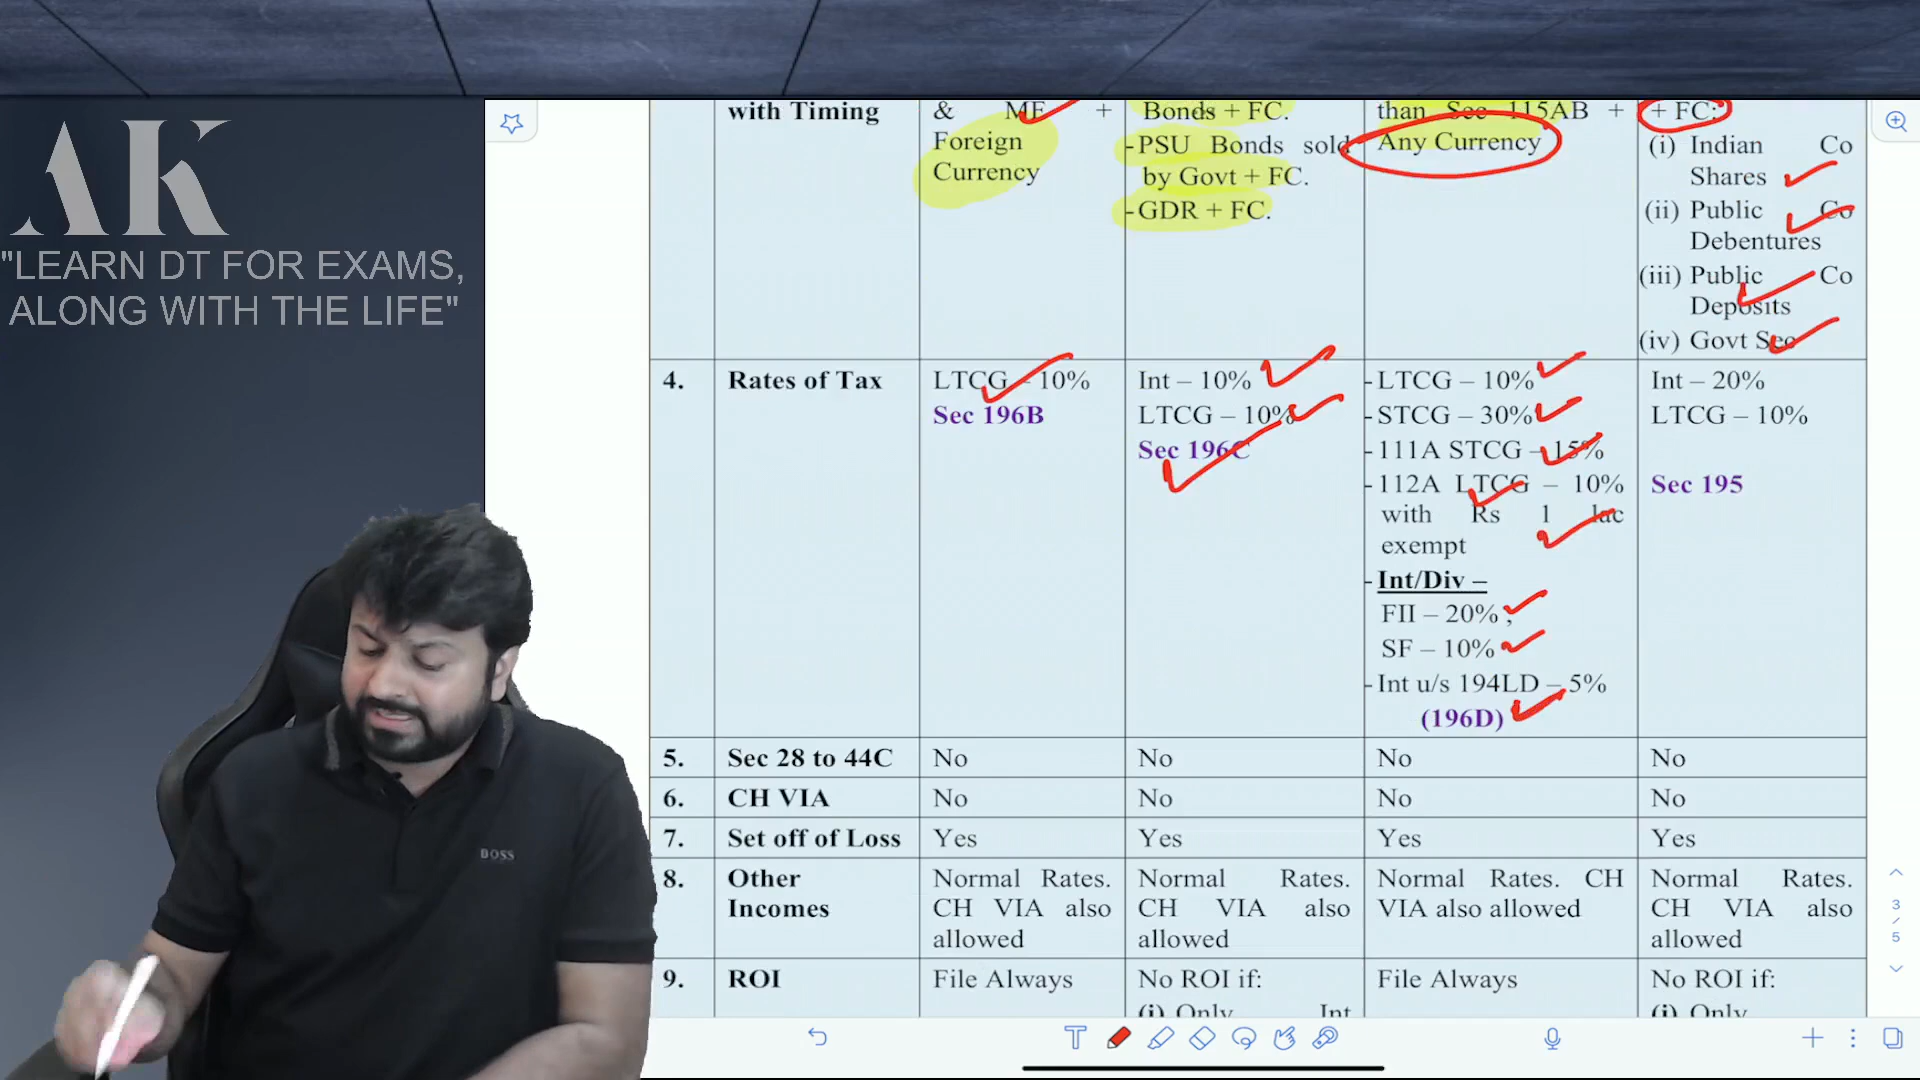 AK
"LEARN DT FOR EXAMS,
ALONG WITH THE LIFE"
BOSS
with Timing
& MF +
Foreign
Currency
Bonds + FC.
-PSU Bonds sold
by Govt + FC.
-GDR + FC.
than Sec 115AB +
Any Currency
+ FC:
(i) Indian Co
Shares
(ii) Public Co
Debentures
(iii) Public Co
Deposits
(iv) Govt Sec
4.
Rates of Tax
LTCG – 10%
Sec 196B
Int – 10%
LTCG – 10%
Sec 196C
- LTCG – 10%
- STCG – 30%
- 111A STCG – 15%
- 112A LTCG – 10%
with Rs 1 lac
exempt
- Int/Div –
FII – 20% ;
SF – 10%
- Int u/s 194LD – 5%
(196D)
Int – 20%
LTCG – 10%
Sec 195
5.
Sec 28 to 44C
No
No
No
No
6.
CH VIA
No
No
No
No
7.
Set off of Loss
Yes
Yes
Yes
Yes
8.
Other
Incomes
Normal Rates.
CH VIA also
allowed
Normal Rates.
CH VIA also
allowed
Normal Rates. CH
VIA also allowed
Normal Rates.
CH VIA also
allowed
9.
ROI
File Always
No ROI if:
(i) Only Int
File Always
No ROI if:
(i) Only
3
/
5